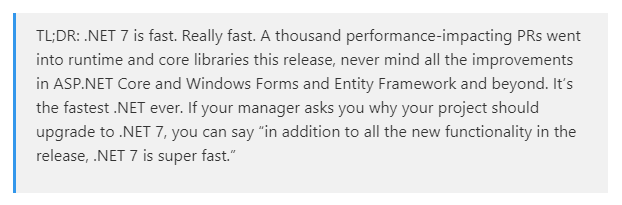 TL;DR: .NET 7 is fast. Really fast. A thousand performance-impacting PRs went
into runtime and core libraries this release, never mind all the improvements
in ASP.NET Core and Windows Forms and Entity Framework and beyond. It’s
the fastest .NET ever. If your manager asks you why your project should
upgrade to .NET 7, you can say “in addition to all the new functionality in the
release, .NET 7 is super fast.”